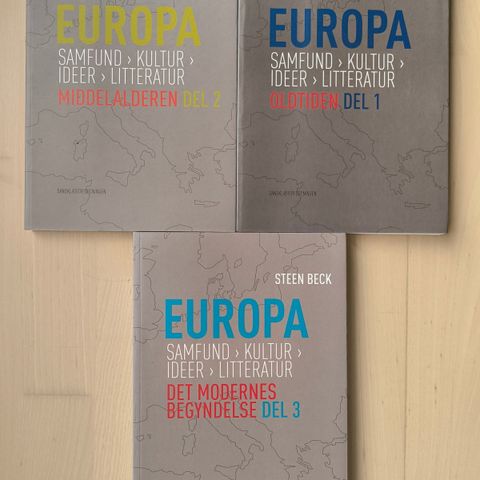 EUROPA
SAMFUND › KULTUR ›
IDEER › LITTERATUR
MIDDELALDEREN DEL 2
EUROPA
SAMFUND › KULTUR ›
IDEER › LITTERATUR
OLDTIDEN DEL 1
STEEN BECK
EUROPA
SAMFUND › KULTUR ›
IDEER › LITTERATUR
DET MODERNES
BEGYNDELSE DEL 3